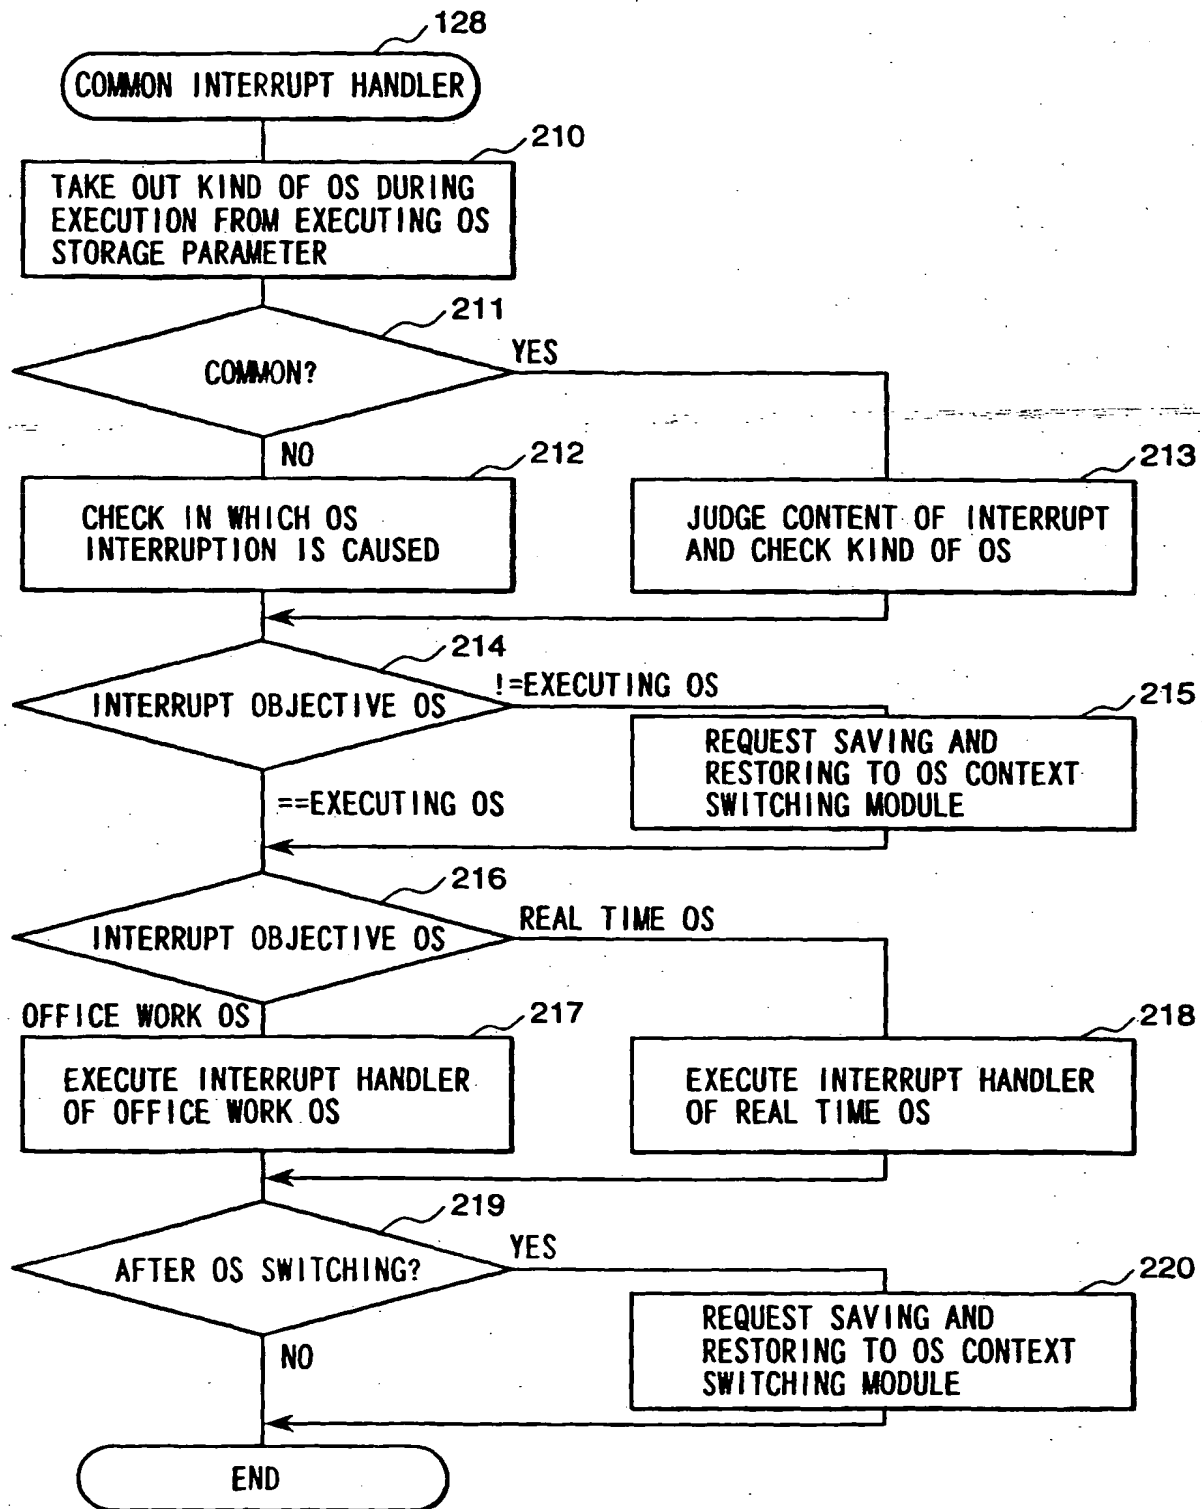 128
COMMON INTERRUPT HANDLER
210
TAKE OUT KIND OF OS DURING
EXECUTION FROM EXECUTING OS
STORAGE PARAMETER
211
COMMON?
YES
NO
212
CHECK IN WHICH OS
INTERRUPTION IS CAUSED
213
JUDGE CONTENT OF INTERRUPT
AND CHECK KIND OF OS
214
INTERRUPT OBJECTIVE OS
!=EXECUTING OS
215
REQUEST SAVING AND
RESTORING TO OS CONTEXT
SWITCHING MODULE
==EXECUTING OS
216
INTERRUPT OBJECTIVE OS
REAL TIME OS
OFFICE WORK OS
217
EXECUTE INTERRUPT HANDLER
OF OFFICE WORK OS
218
EXECUTE INTERRUPT HANDLER
OF REAL TIME OS
219
AFTER OS SWITCHING?
YES
220
REQUEST SAVING AND
RESTORING TO OS CONTEXT
SWITCHING MODULE
NO
END